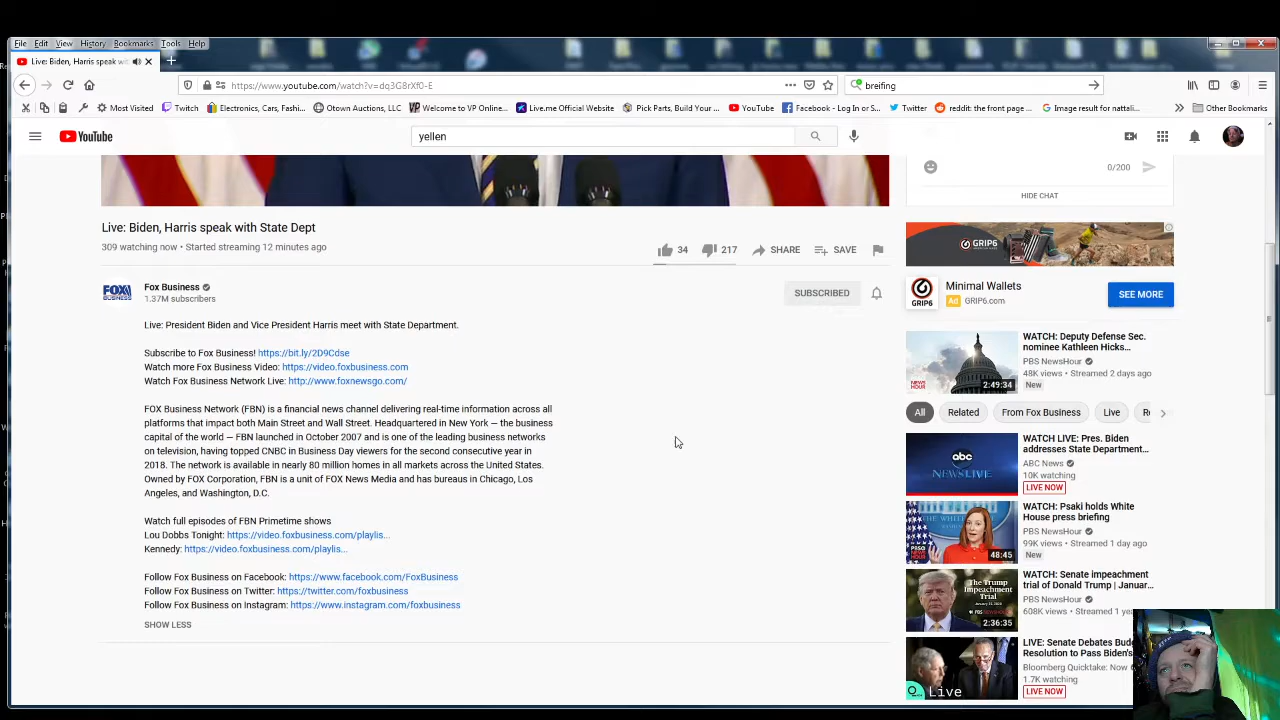 File Edit View History Bookmarks Tools Help
Live: Biden, Harris speak wit
https://www.youtube.com/watch?v=dq3G8rXf0-E
breifing
Most Visited Twitch Electronics, Cars, Fashi... Otown Auctions, LLC Welcome to VP Online... Live.me Official Website Pick Parts, Build Your ... YouTube Facebook - Log In or S... Twitter reddit: the front page ... Image result for nattali... Other Bookmarks
YouTube
yellen
0/200
HIDE CHAT
Live: Biden, Harris speak with State Dept
309 watching now • Started streaming 12 minutes ago
34 217 SHARE SAVE
FOX BUSINESS
Fox Business
1.37M subscribers
SUBSCRIBED
Live: President Biden and Vice President Harris meet with State Department.
Subscribe to Fox Business! https://bit.ly/2D9Cdse
Watch more Fox Business Video: https://video.foxbusiness.com
Watch Fox Business Network Live: http://www.foxnewsgo.com/
FOX Business Network (FBN) is a financial news channel delivering real-time information across all
platforms that impact both Main Street and Wall Street. Headquartered in New York — the business
capital of the world — FBN launched in October 2007 and is one of the leading business networks
on television, having topped CNBC in Business Day viewers for the second consecutive year in
2018. The network is available in nearly 80 million homes in all markets across the United States.
Owned by FOX Corporation, FBN is a unit of FOX News Media and has bureaus in Chicago, Los
Angeles, and Washington, D.C.
Watch full episodes of FBN Primetime shows
Lou Dobbs Tonight: https://video.foxbusiness.com/playlis...
Kennedy: https://video.foxbusiness.com/playlis...
Follow Fox Business on Facebook: https://www.facebook.com/FoxBusiness
Follow Fox Business on Twitter: https://twitter.com/foxbusiness
Follow Fox Business on Instagram: https://www.instagram.com/foxbusiness
SHOW LESS
GRIP6
GRIP6
Minimal Wallets
Ad GRIP6.com
SEE MORE
2:49:34
WATCH: Deputy Defense Sec.
nominee Kathleen Hicks...
PBS NewsHour
48K views • Streamed 2 days ago
New
All Related From Fox Business Live
abc
NEWSLIVE
WATCH LIVE: Pres. Biden
addresses State Department...
ABC News
10K watching
LIVE NOW
48:45
WATCH: Psaki holds White
House press briefing
PBS NewsHour
99K views • Streamed 1 day ago
New
The Trump
Impeachment
Trial
2:36:35
WATCH: Senate impeachment
trial of Donald Trump | Januar...
PBS NewsHour
608K views • Streamed 1 yea
Live
LIVE: Senate Debates Budg
Resolution to Pass Biden's
Bloomberg Quicktake: Now
1.7K watching
LIVE NOW